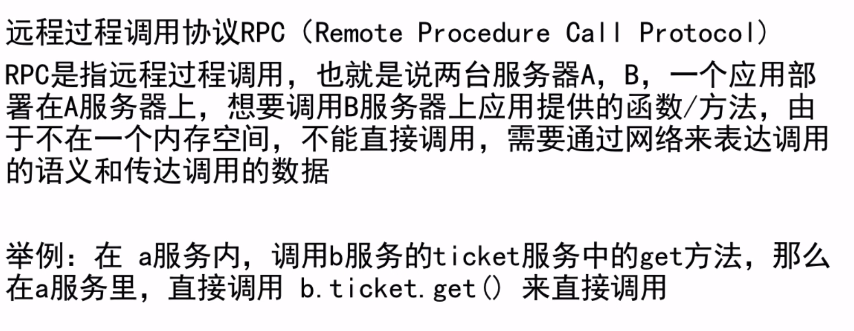 远程过程调用协议RPC（Remote Procedure Call Protocol）
RPC是指远程过程调用，也就是说两台服务器A，B，一个应用部
署在A服务器上，想要调用B服务器上应用提供的函数/方法，由
于不在一个内存空间，不能直接调用，需要通过网络来表达调用
的语义和传达调用的数据
举例：在 a服务内，调用b服务的ticket服务中的get方法，那么
在a服务里，直接调用 b.ticket.get() 来直接调用